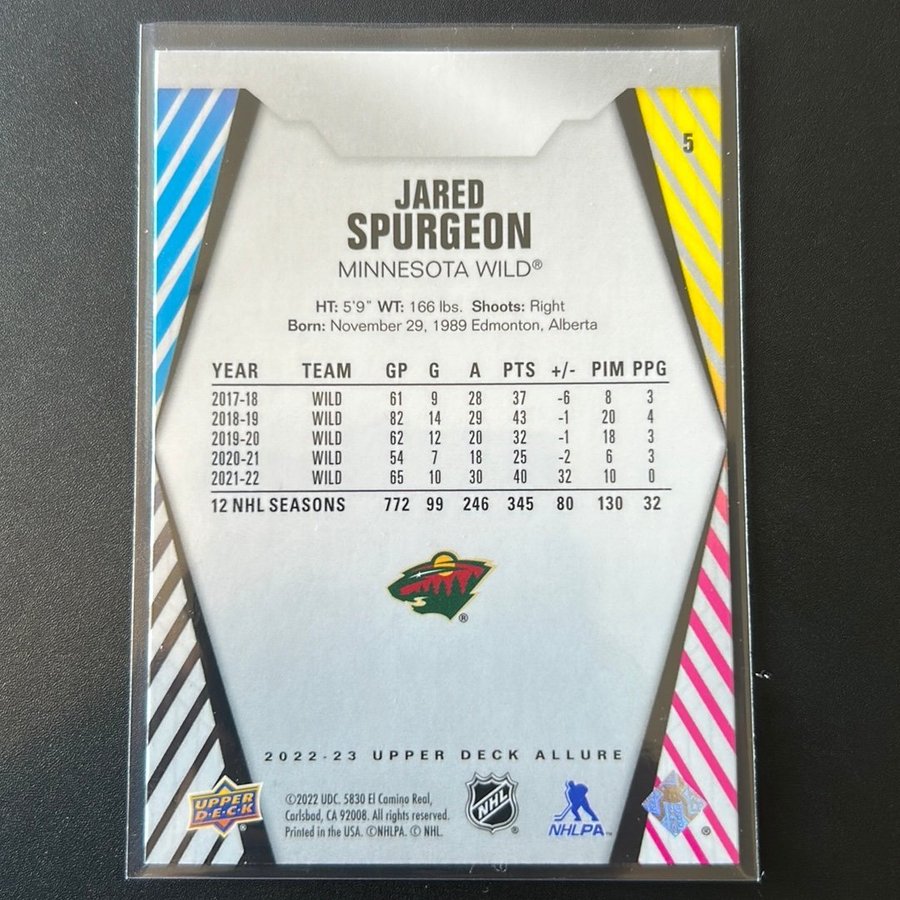 5
JARED
SPURGEON
MINNESOTA WILD®
HT: 5'9" WT: 166 lbs. Shoots: Right
Born: November 29, 1989 Edmonton, Alberta
YEAR TEAM GP G A PTS +/- PIM PPG
2017-18 WILD 61 9 28 37 -6 8 3
2018-19 WILD 82 14 29 43 -1 20 4
2019-20 WILD 62 12 20 32 -1 18 3
2020-21 WILD 54 7 18 25 -2 6 3
2021-22 WILD 65 10 30 40 32 10 0
12 NHL SEASONS 772 99 246 345 80 130 32
®
2022-23 UPPER DECK ALLURE
UPPER
DECK
©2022 UDC. 5830 El Camino Real,
Carlsbad, CA 92008. All rights reserved.
Printed in the USA. ©NHLPA. © NHL.
NHL ®
NHLPA™
®